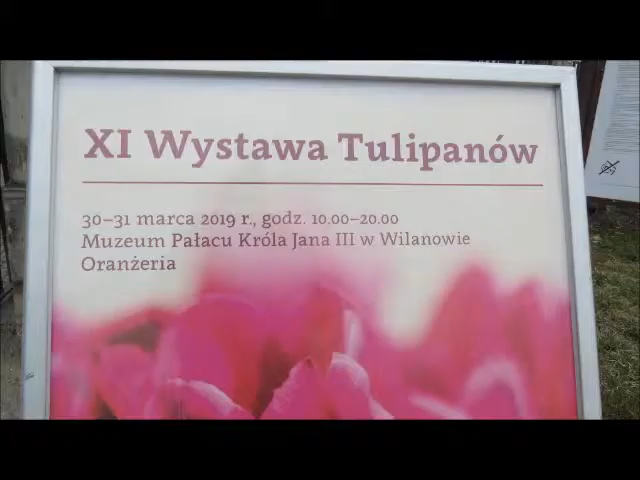 XI Wystawa Tulipanów
30–31 marca 2019 r., godz. 10.00–20.00
Muzeum Pałacu Króla Jana III w Wilanowie
Oranżeria